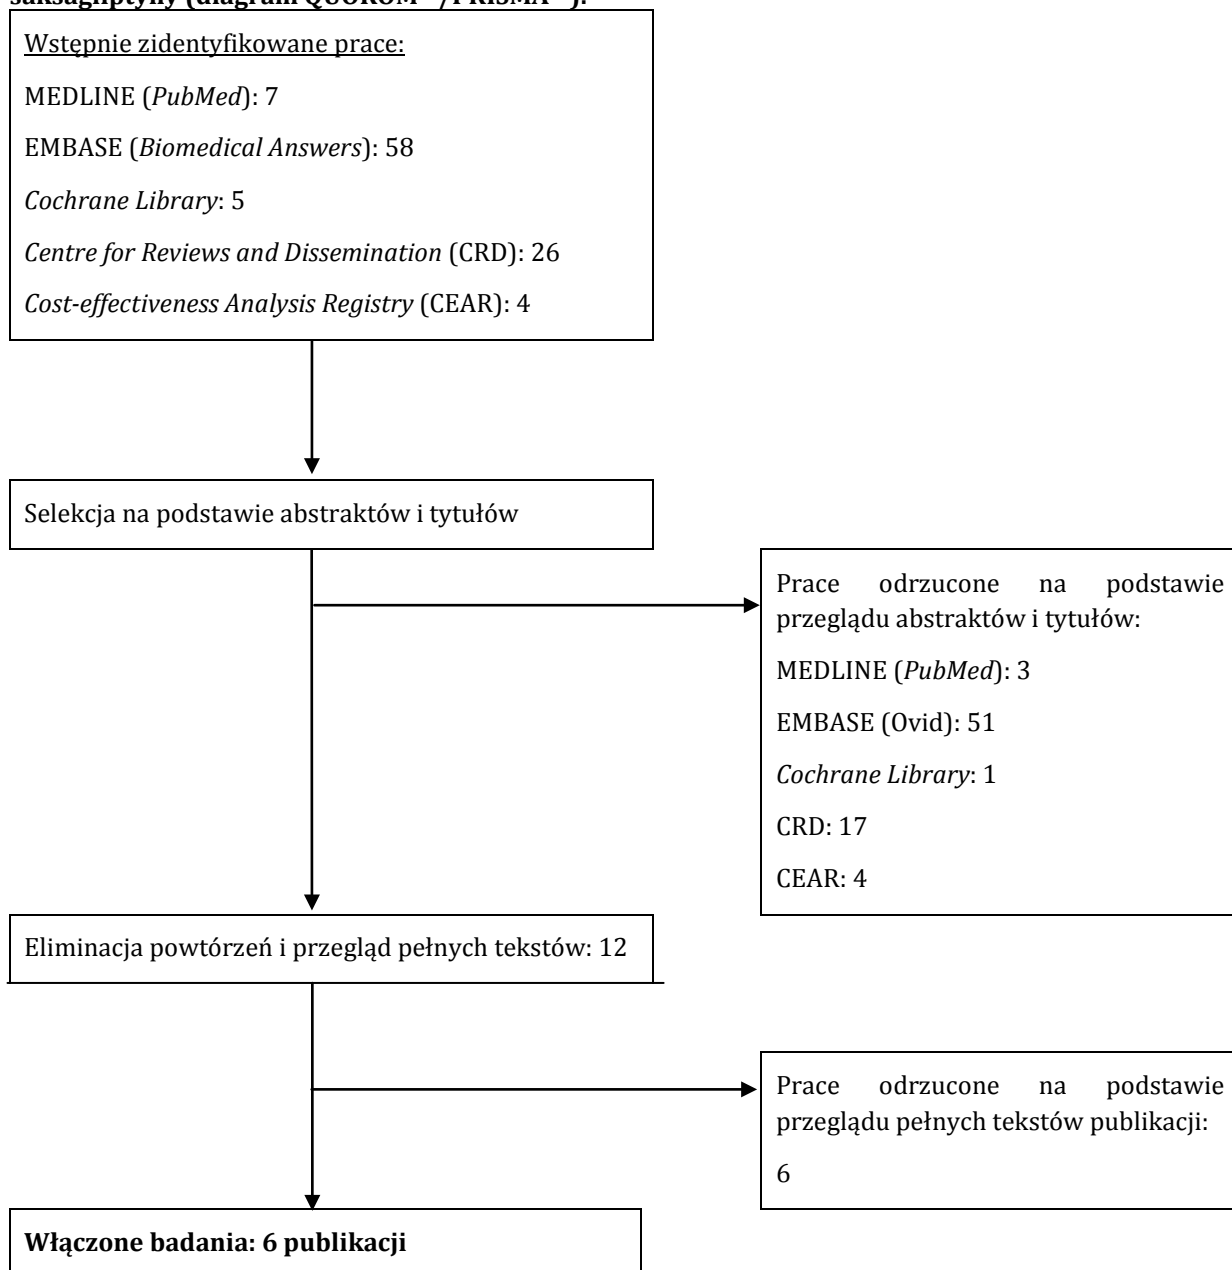 saksagliptyny (diagram QUOROM /PRISMA ).
Wstępnie zidentyfikowane prace:
MEDLINE (PubMed): 7
EMBASE (Biomedical Answers): 58
Cochrane Library: 5
Centre for Reviews and Dissemination (CRD): 26
Cost-effectiveness Analysis Registry (CEAR): 4
Selekcja na podstawie abstraktów i tytułów
Prace odrzucone na podstawie
przeglądu abstraktów i tytułów:
MEDLINE (PubMed): 3
EMBASE (Ovid): 51
Cochrane Library: 1
CRD: 17
CEAR: 4
Eliminacja powtórzeń i przegląd pełnych tekstów: 12
Prace odrzucone na podstawie
przeglądu pełnych tekstów publikacji:
6
Włączone badania: 6 publikacji